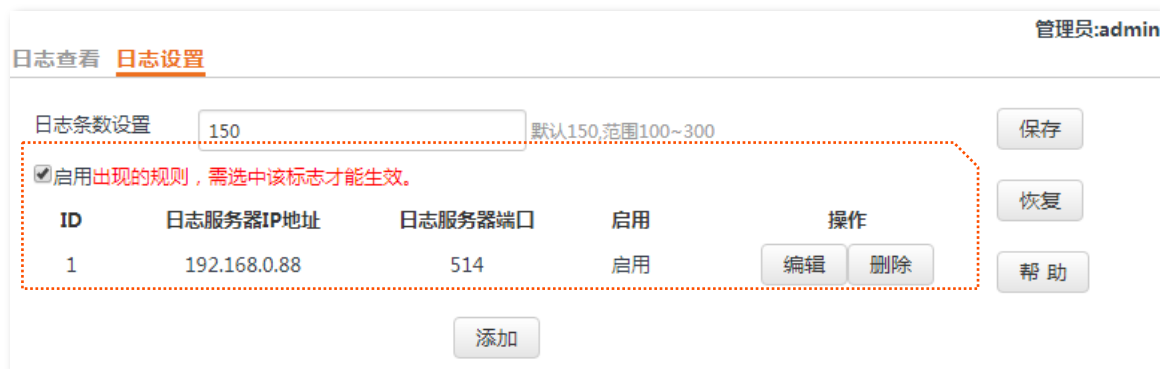 管理员:admin
日志查看 日志设置
日志条数设置 150 默认150,范围100~300 保存
启用出现的规则，需选中该标志才能生效。
恢复
ID 日志服务器IP地址 日志服务器端口 启用 操作
1 192.168.0.88 514 启用 编辑 删除
帮 助
添加